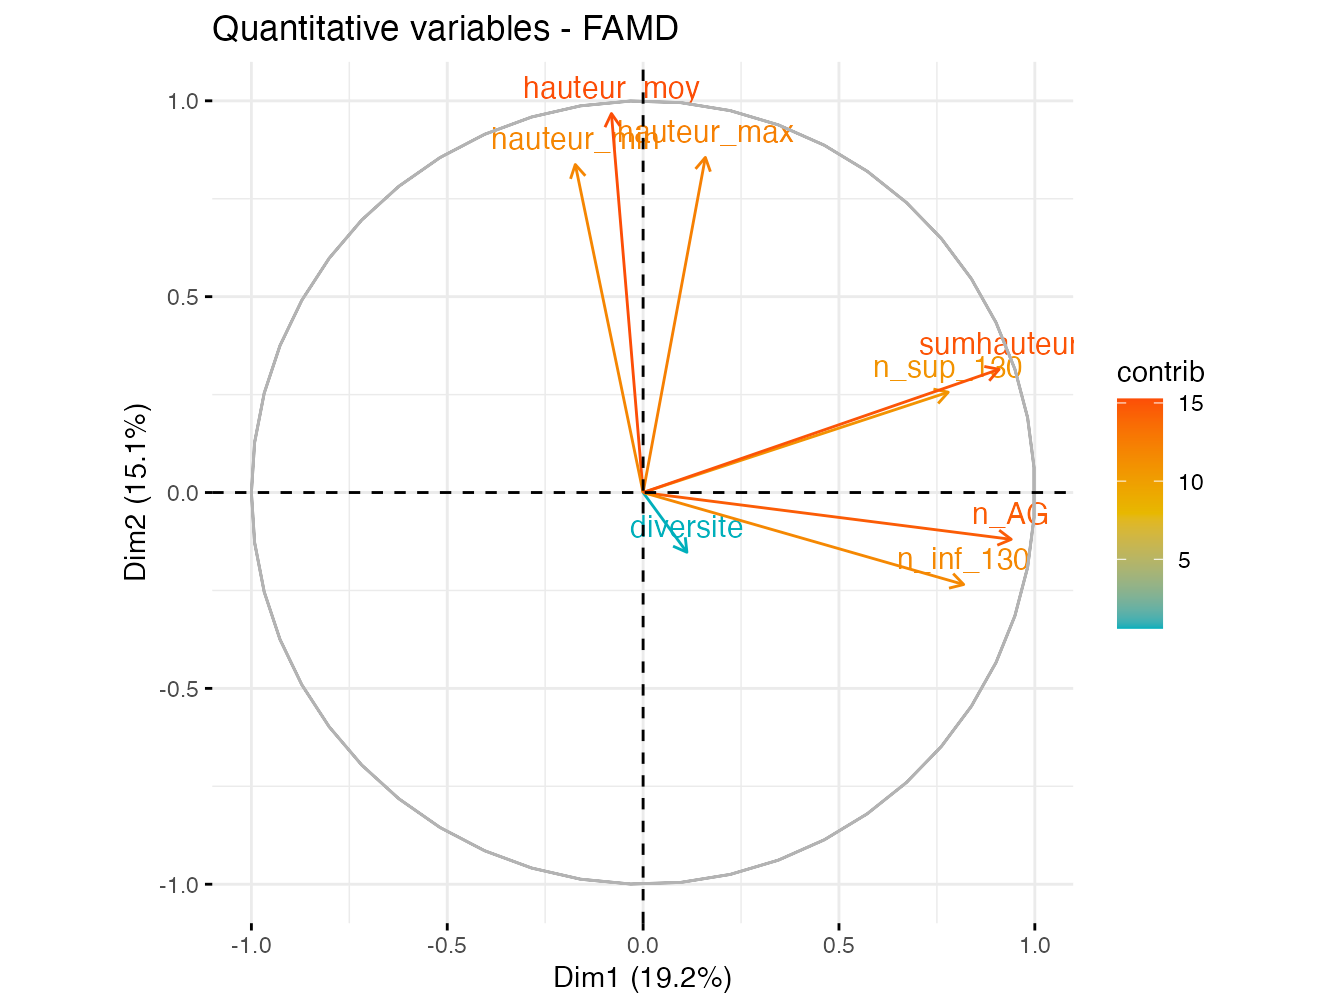 Quantitative variables - FAMD
hauteur_moy
hauteur_min
hauteur_max
sumhauteur
n_sup_130
n_AG
diversite
n_inf_130
1.0
0.5
0.0
-0.5
-1.0
Dim2 (15.1%)
-1.0
-0.5
0.0
0.5
1.0
Dim1 (19.2%)
contrib
15
10
5